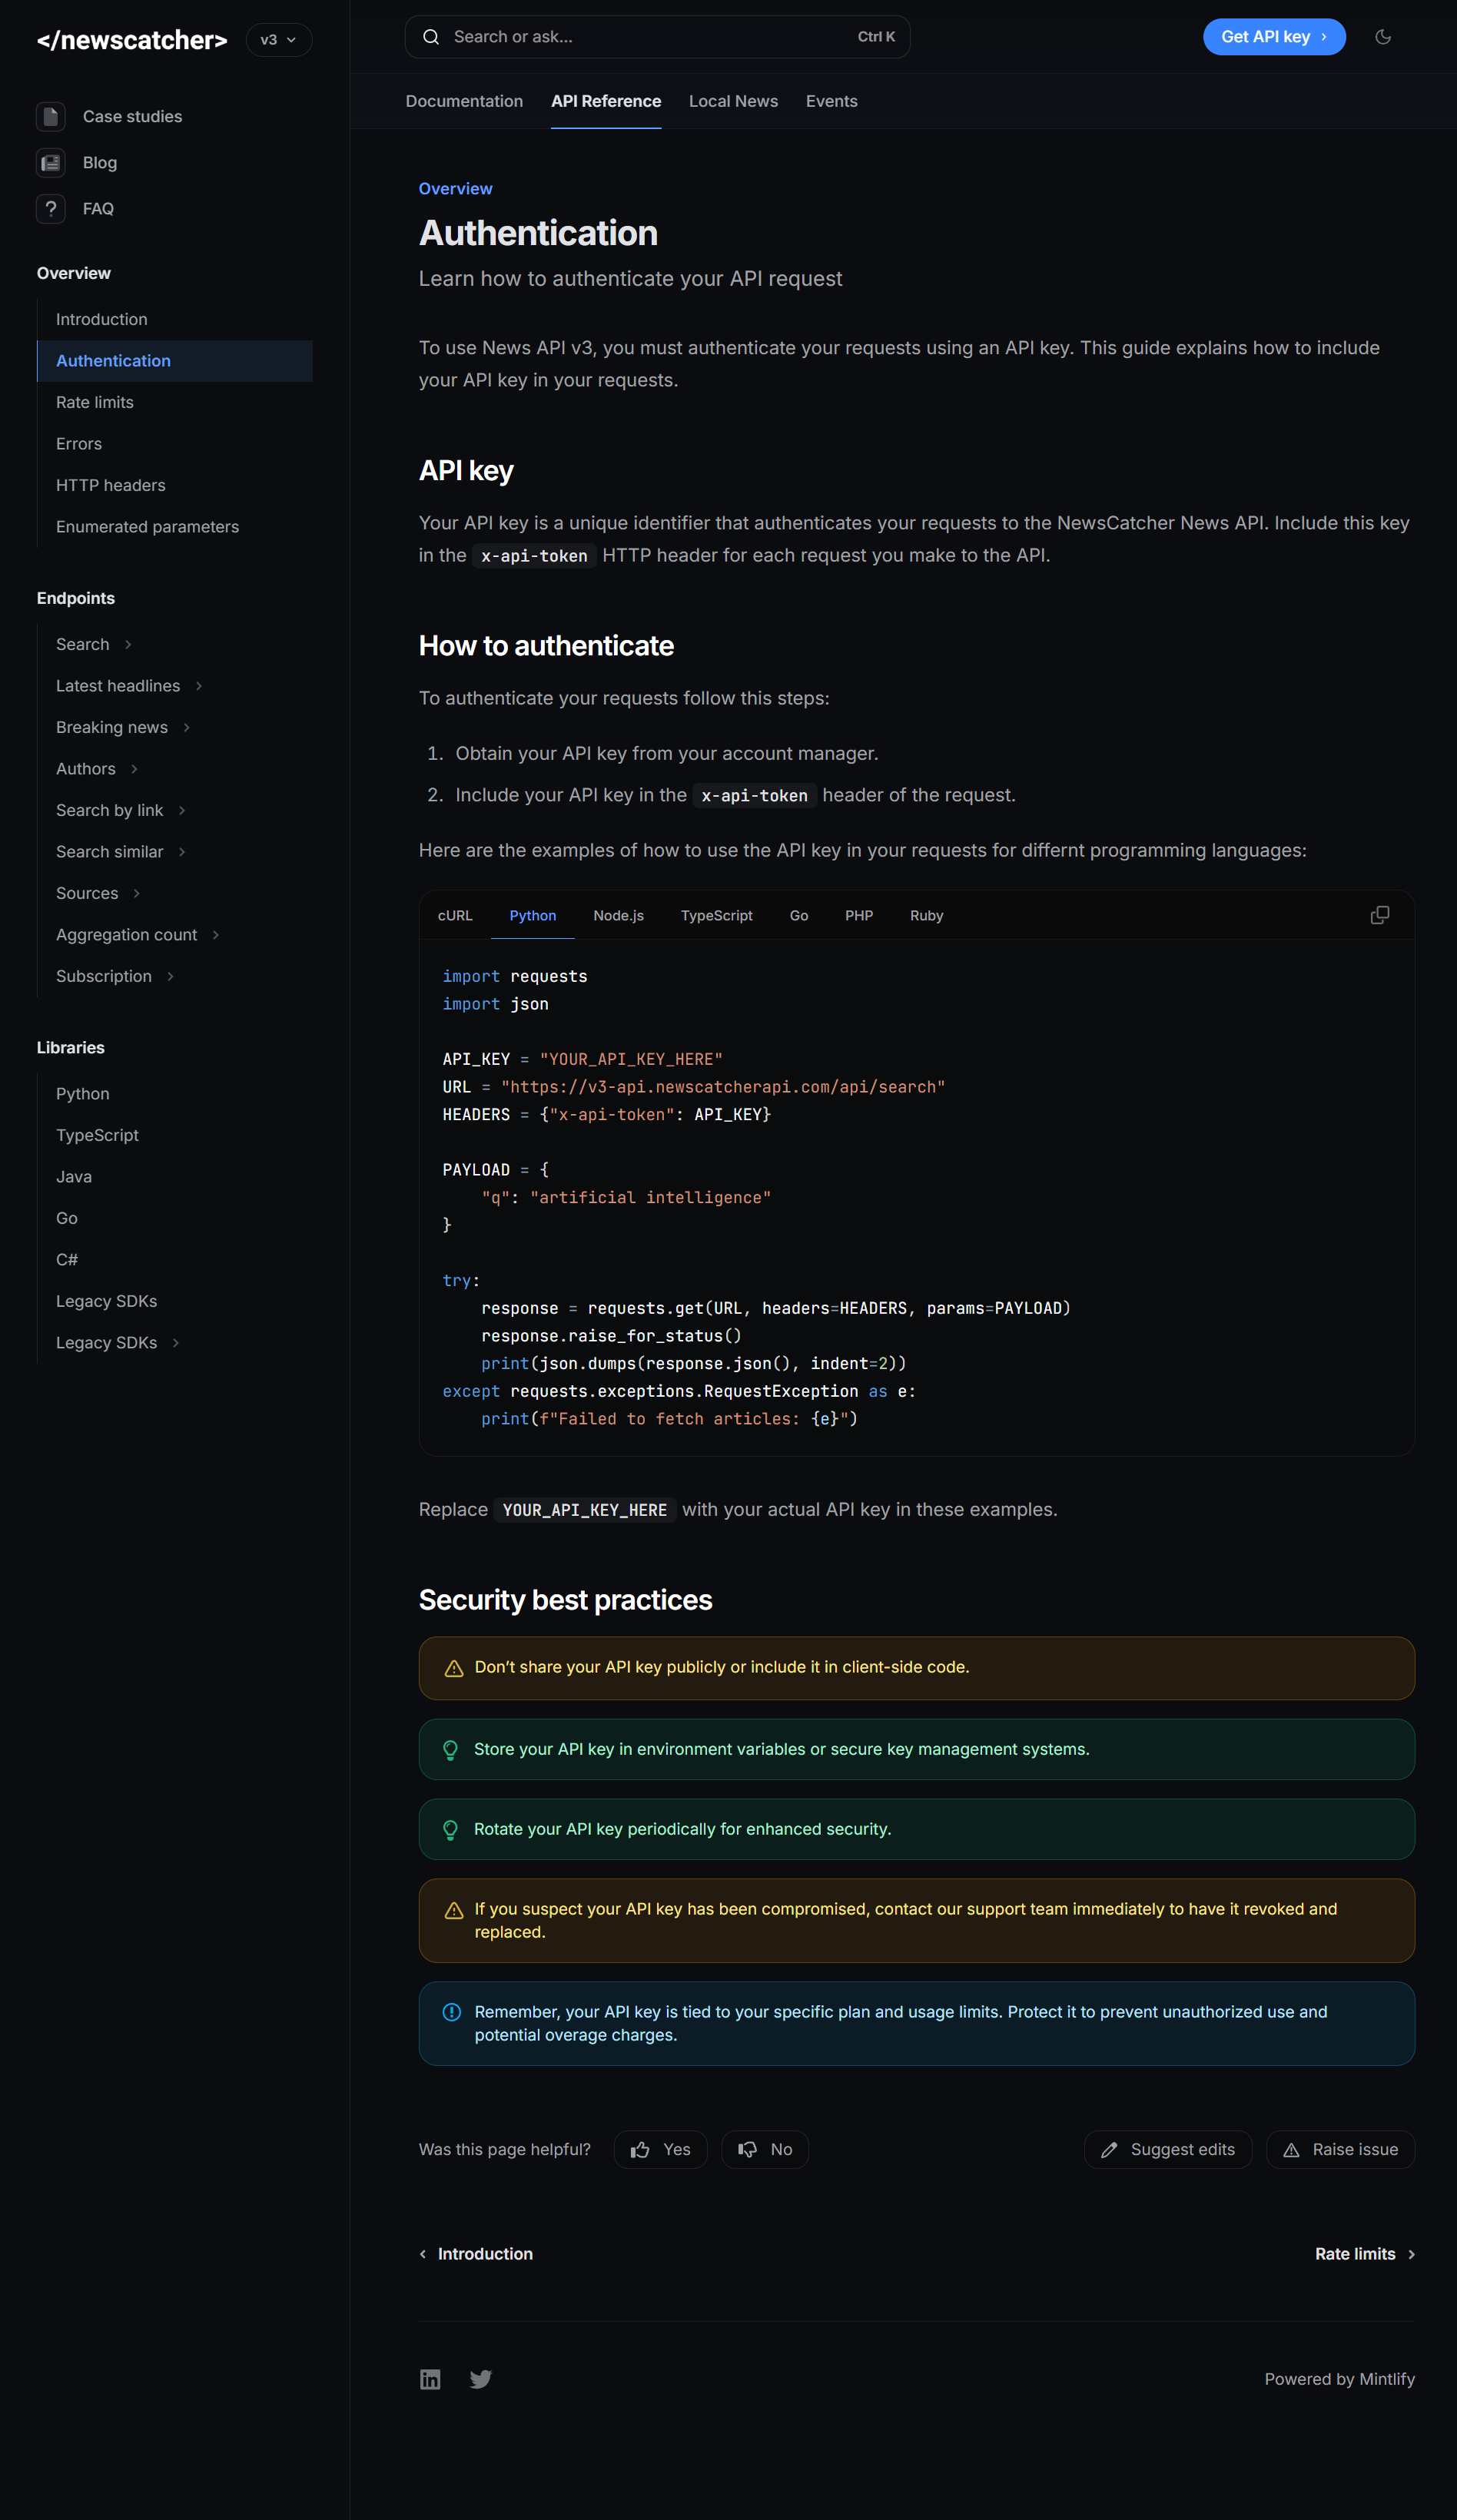 </newscatcher>
v3
Case studies
Blog
FAQ
Overview
Introduction
Authentication
Rate limits
Errors
HTTP headers
Enumerated parameters
Endpoints
Search
Latest headlines
Breaking news
Authors
Search by link
Search similar
Sources
Aggregation count
Subscription
Libraries
Python
TypeScript
Java
Go
C#
Legacy SDKs
Legacy SDKs
Search or ask...
Ctrl K
Get API key
Documentation
API Reference
Local News
Events
Overview
Authentication
Learn how to authenticate your API request
To use News API v3, you must authenticate your requests using an API key. This guide explains how to include
your API key in your requests.
API key
Your API key is a unique identifier that authenticates your requests to the NewsCatcher News API. Include this key
in the x-api-token HTTP header for each request you make to the API.
How to authenticate
To authenticate your requests follow this steps:
1. Obtain your API key from your account manager.
2. Include your API key in the x-api-token header of the request.
Here are the examples of how to use the API key in your requests for differnt programming languages:
cURL Python Node.js TypeScript Go PHP Ruby
import requests
import json
API_KEY = "YOUR_API_KEY_HERE"
URL = "https://v3-api.newscatcherapi.com/api/search"
HEADERS = {"x-api-token": API_KEY}
PAYLOAD = {
    "q": "artificial intelligence"
}
try:
    response = requests.get(URL, headers=HEADERS, params=PAYLOAD)
    response.raise_for_status()
    print(json.dumps(response.json(), indent=2))
except requests.exceptions.RequestException as e:
    print(f"Failed to fetch articles: {e}")
Replace YOUR_API_KEY_HERE with your actual API key in these examples.
Security best practices
Don’t share your API key publicly or include it in client-side code.
Store your API key in environment variables or secure key management systems.
Rotate your API key periodically for enhanced security.
If you suspect your API key has been compromised, contact our support team immediately to have it revoked and
replaced.
Remember, your API key is tied to your specific plan and usage limits. Protect it to prevent unauthorized use and
potential overage charges.
Was this page helpful?
Yes
No
Suggest edits
Raise issue
Introduction
Rate limits
Powered by Mintlify